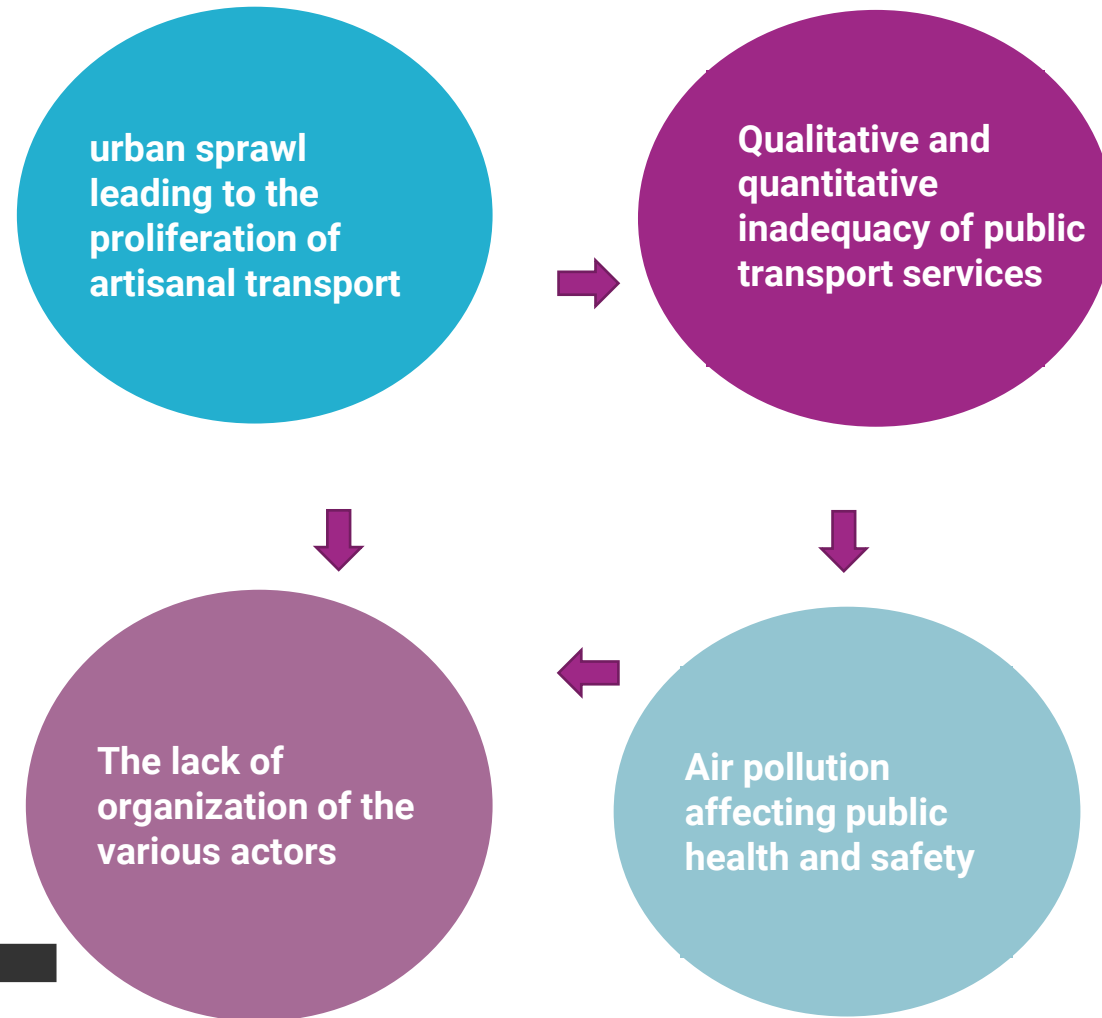 urban sprawl
leading to the
proliferation of
artisanal transport
Qualitative and
quantitative
inadequacy of public
transport services
The lack of
organization of the
various actors
Air pollution
affecting public
health and safety